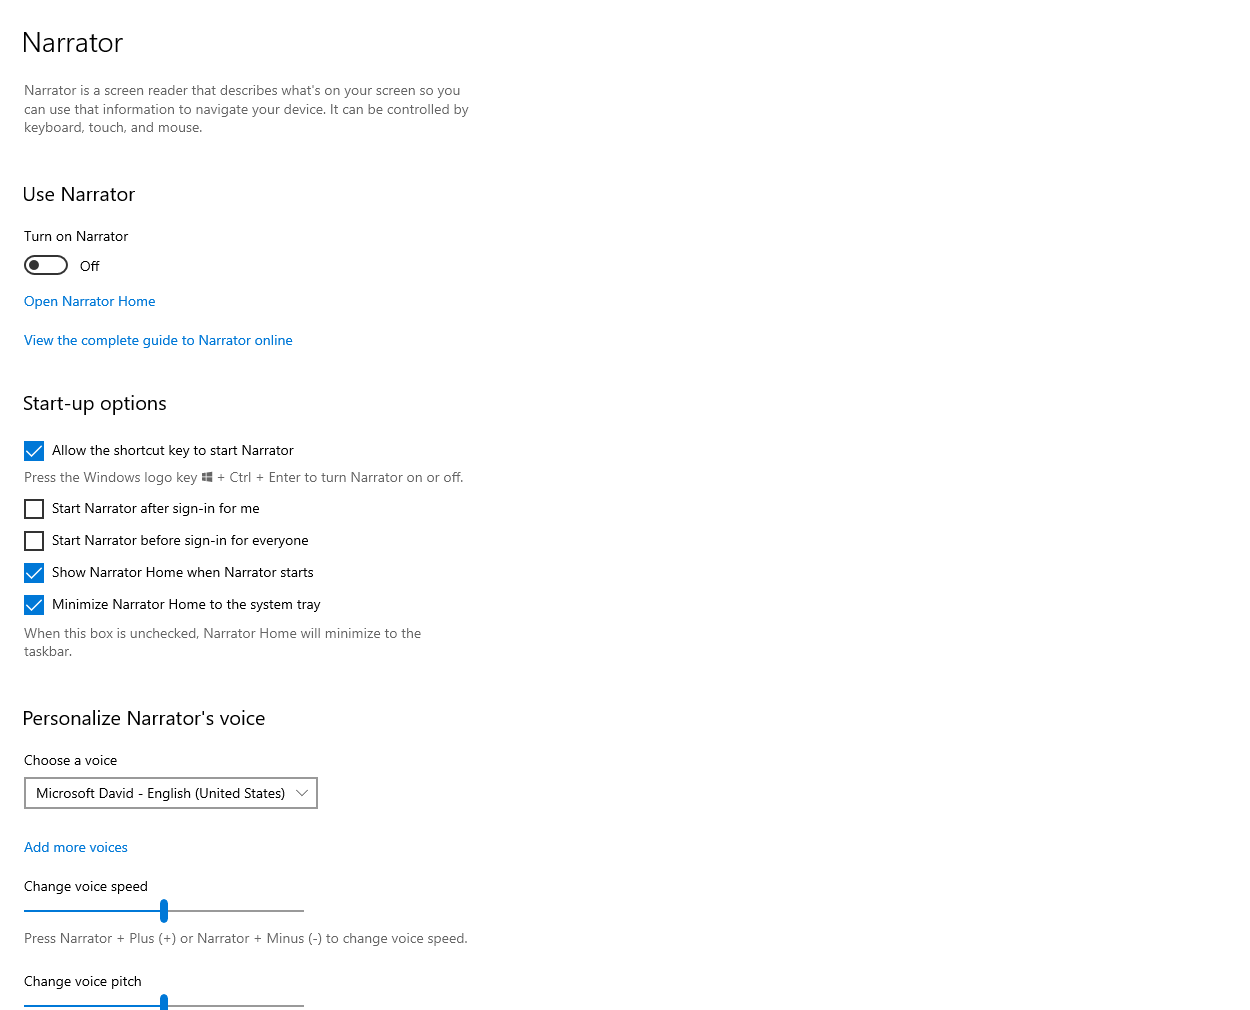 Narrator
Narrator is a screen reader that describes what's on your screen so you
can use that information to navigate your device. It can be controlled by
keyboard, touch, and mouse.
Use Narrator
Turn on Narrator
Off
Open Narrator Home
View the complete guide to Narrator online
Start-up options
Allow the shortcut key to start Narrator
Press the Windows logo key + Ctrl + Enter to turn Narrator on or off.
Start Narrator after sign-in for me
Start Narrator before sign-in for everyone
Show Narrator Home when Narrator starts
Minimize Narrator Home to the system tray
When this box is unchecked, Narrator Home will minimize to the
taskbar.
Personalize Narrator's voice
Choose a voice
Microsoft David - English (United States)
Add more voices
Change voice speed
Press Narrator + Plus (+) or Narrator + Minus (-) to change voice speed.
Change voice pitch